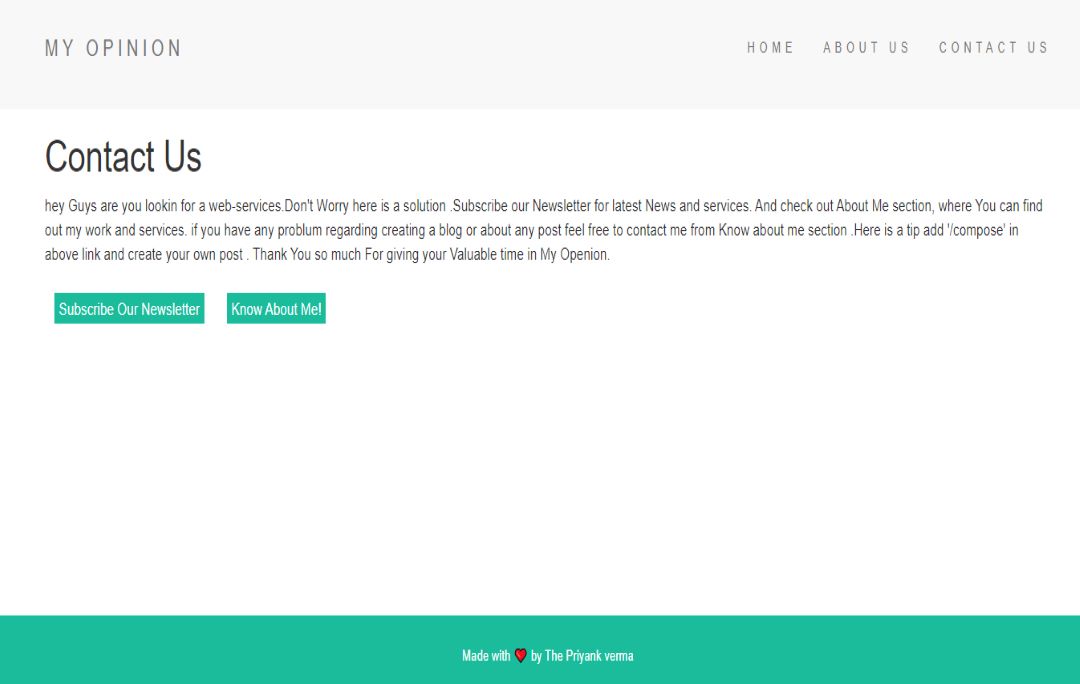 MY OPINION
HOME ABOUT US CONTACT US
Contact Us
hey Guys are you lookin for a web-services.Don't Worry here is a solution .Subscribe our Newsletter for latest News and services. And check out About Me section, where You can find
out my work and services. if you have any problum regarding creating a blog or about any post feel free to contact me from Know about me section .Here is a tip add '/compose' in
above link and create your own post . Thank You so much For giving your Valuable time in My Openion.
Subscribe Our Newsletter Know About Me!
Made with ❤ by The Priyank verma